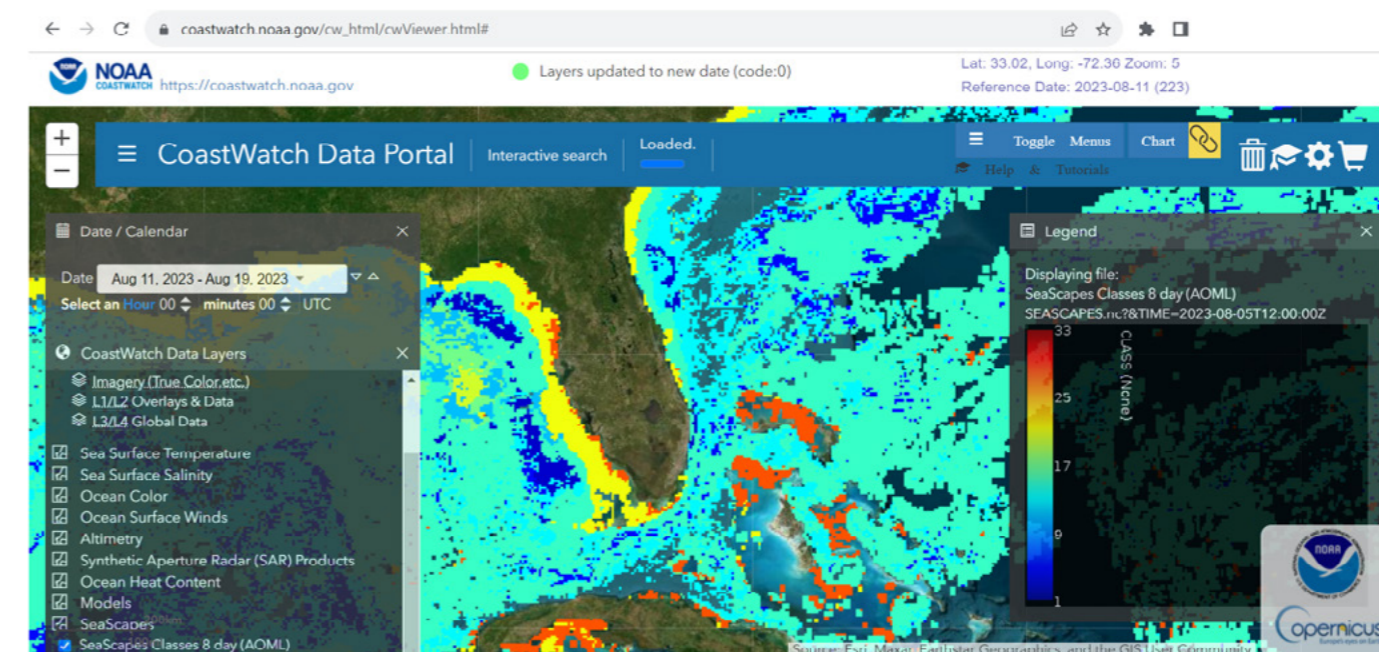 coastwatch.noaa.gov/cw_html/cwViewer.html#
NOAA
COASTWATCH
https://coastwatch.noaa.gov
Layers updated to new date (code:0)
Lat: 33.02, Long: -72.36 Zoom: 5
Reference Date: 2023-08-11 (223)
+
−
CoastWatch Data Portal
Interactive search
Loaded.
Toggle Menus
Chart
Help & Tutorials
Date / Calendar
Date Aug 11, 2023 - Aug 19, 2023
Select an Hour 00 minutes 00 UTC
CoastWatch Data Layers
Imagery (True Color,etc.)
L1/L2 Overlays & Data
L3/L4 Global Data
Sea Surface Temperature
Sea Surface Salinity
Ocean Color
Ocean Surface Winds
Altimetry
Synthetic Aperture Radar (SAR) Products
Ocean Heat Content
Models
SeaScapes
SeaScapes Classes 8 day (AOML)
Legend
Displaying file:
SeaScapes Classes 8 day (AOML)
SEASCAPES.nc?&TIME=2023-08-05T12:00:00Z
33
25
17
9
1
CLASS (None)
NOAA
opernicus
Source: Esri, Maxar, Earthstar Geographics, and the GIS User Community